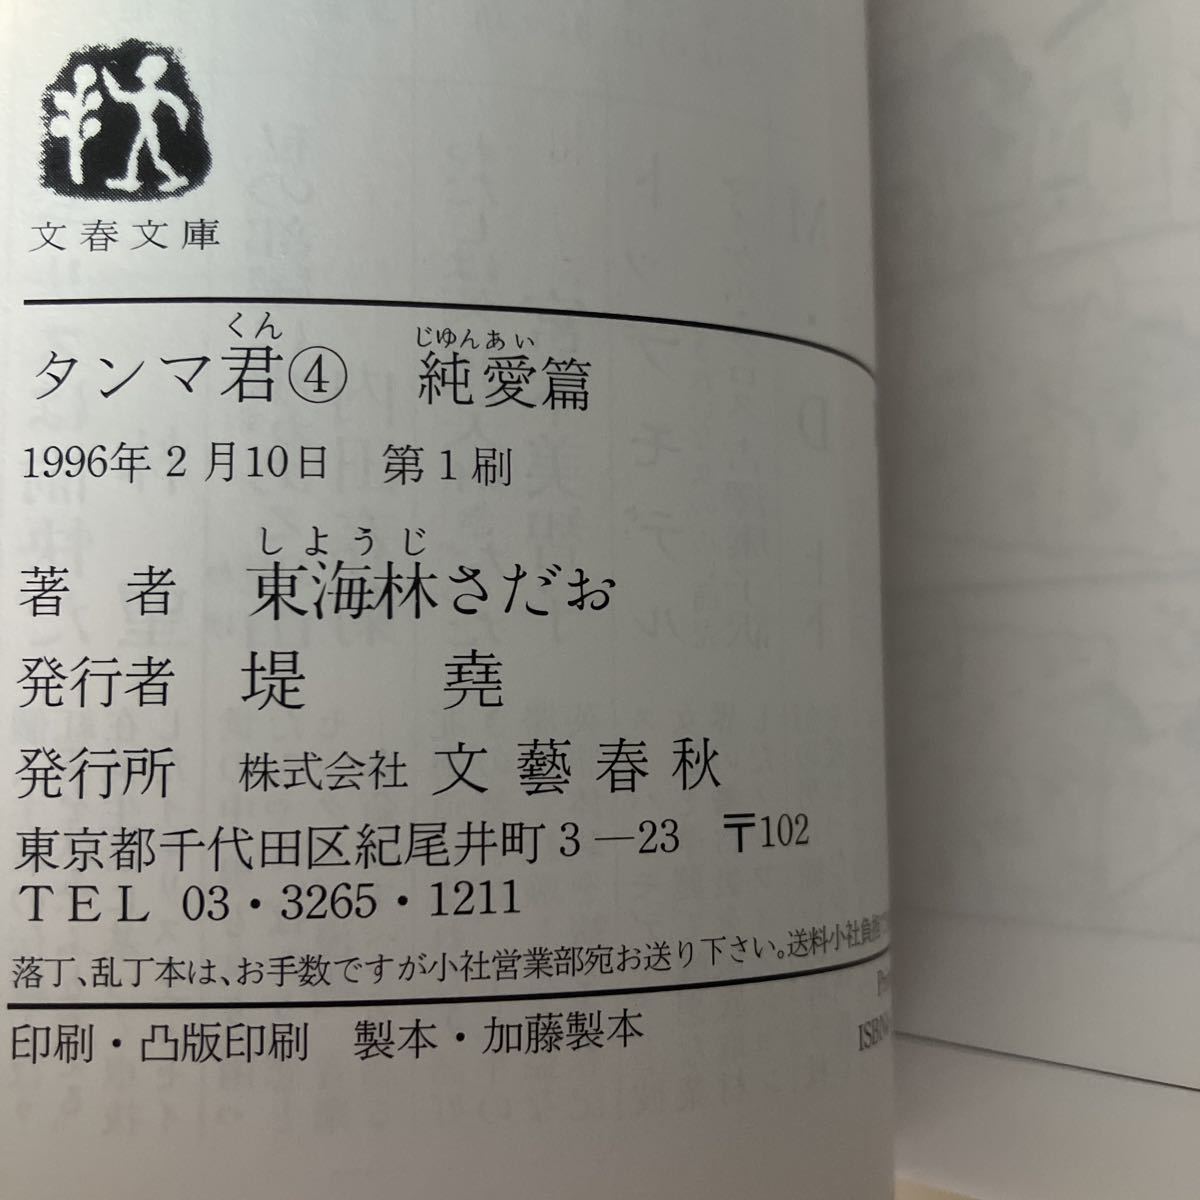 文春文庫
くん じゆんあい
タンマ君④ 純愛篇
1996年2月10日 第1刷
しようじ
著者 東海林さだお
発行者 堤 堯
発行所 株式会社 文藝春秋
東京都千代田区紀尾井町3―23 〒102
TEL 03・3265・1211
落丁、乱丁本は、お手数ですが小社営業部宛お送り下さい。送料小社負担
印刷・凸版印刷 製本・加藤製本
ISBN